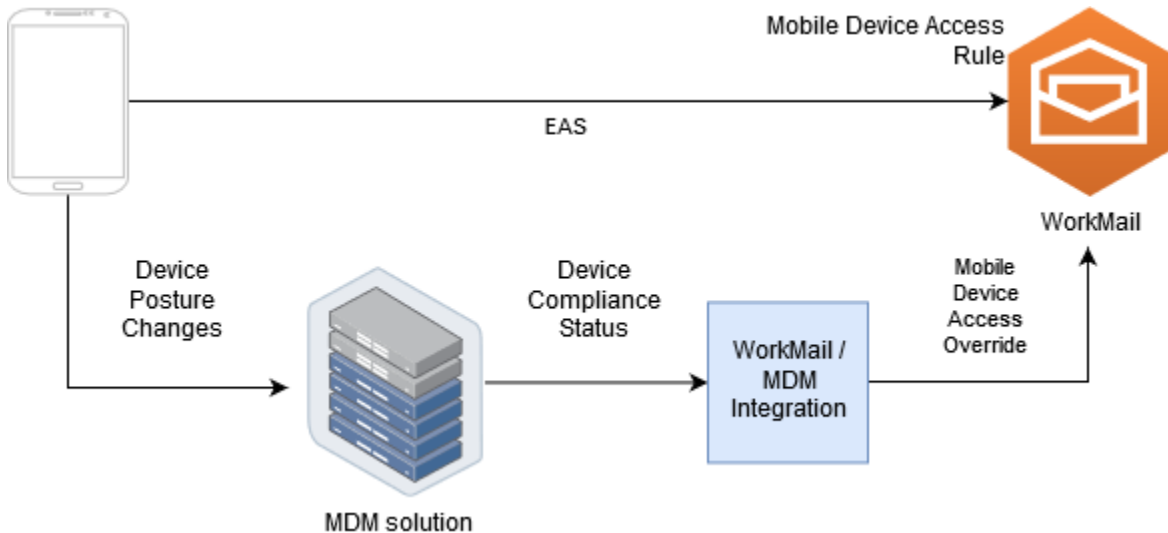 Mobile Device Access
Rule
EAS
WorkMail
Device
Posture
Changes
Device
Compliance
Status
Mobile
Device
Access
Override
WorkMail /
MDM
Integration
MDM solution